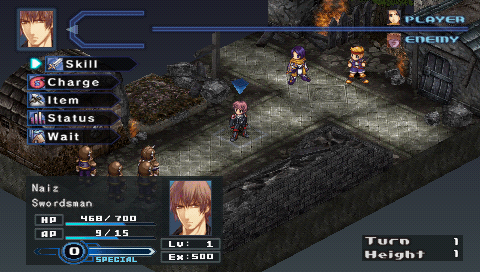 PLAYER
ENEMY
Skill
Charge
Item
Status
Wait
Naiz
Swordsman
HP 468/700
AP 9/15
0 SPECIAL
Lv: 1
Ex:500
Turn 1
Height 1